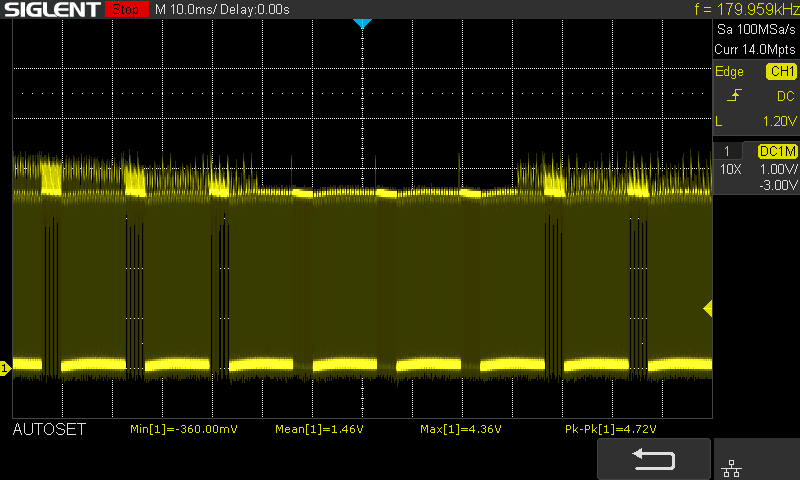 SIGLENT Stop M 10.0ms/ Delay:0.00s f = 179.959kHz
Sa 100MSa/s
Curr 14.0Mpts
Edge CH1
DC
L 1.20V
1 DC1M
10X 1.00V/
-3.00V
1
AUTOSET Min[1]=-360.00mV Mean[1]=1.46V Max[1]=4.36V Pk-Pk[1]=4.72V